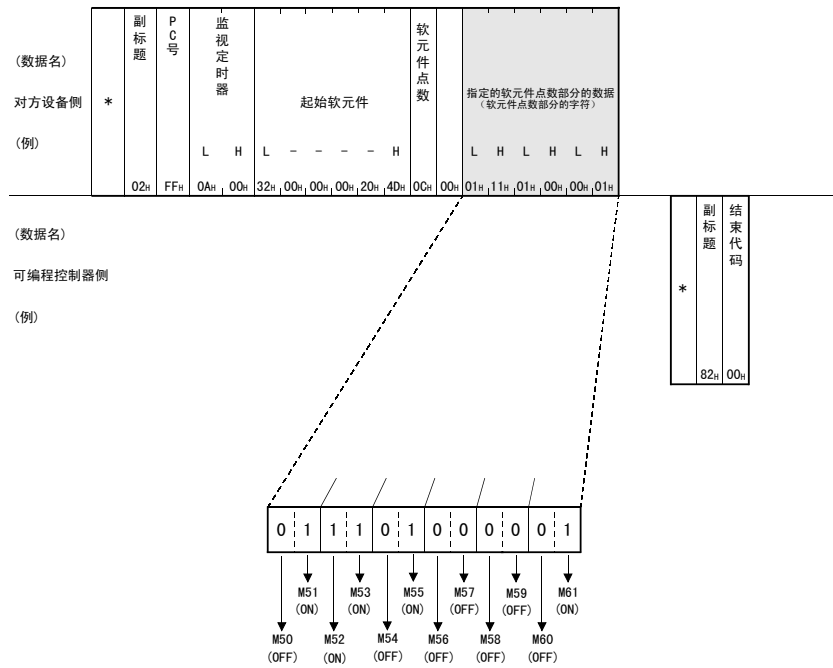 (数据名)
对方设备侧
(例)
*
副标题
PC号
监视定时器
起始软元件
软元件点数
指定的软元件点数部分的数据
(软元件点数部分的字符)
L H L - - - - H L H L H L H
02H FFH 0AH 00H 32H 00H 00H 00H 20H 4DH 0CH 00H 01H 11H 01H 00H 00H 01H
(数据名)
可编程控制器侧
(例)
*
副标题
结束代码
82H 00H
0 1 1 1 0 1 0 0 0 0 0 1
M51 M53 M55 M57 M59 M61
(ON) (ON) (ON) (OFF) (OFF) (ON)
M50 M52 M54 M56 M58 M60
(OFF) (ON) (OFF) (OFF) (OFF) (OFF)